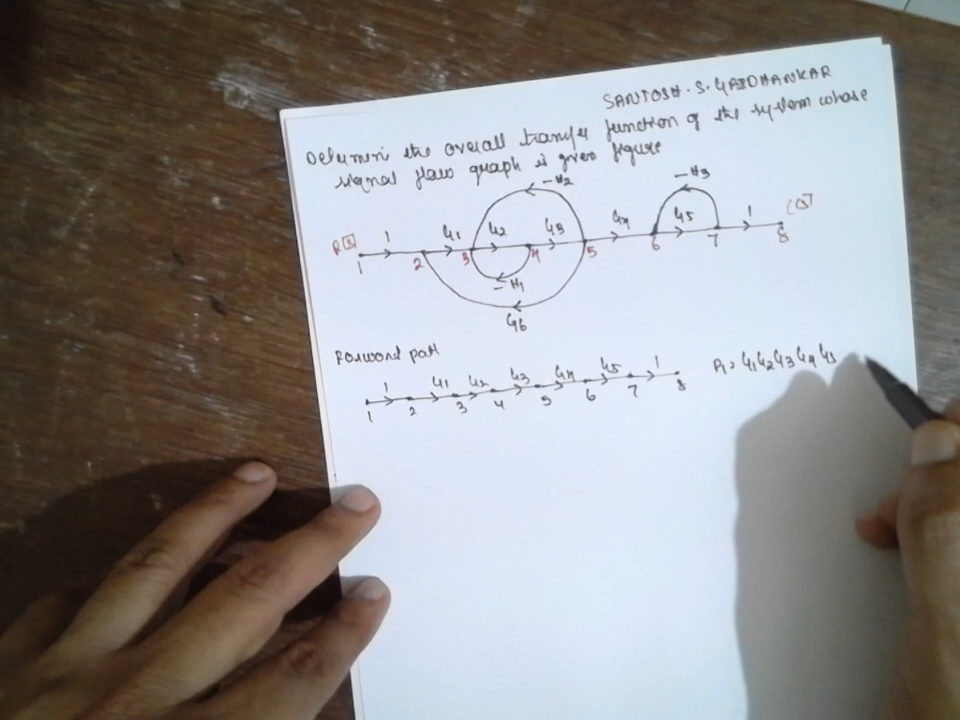 SANTOSH.S.GAIDHANKAR
Determine the overall transfer function of the system whose
signal flow graph is given figure
-H2
-H3
R(s) 1 G1 G2 G3 G4 G5 1 C(s)
1 2 3 4 5 6 7 8
-H1
G6
Forward path
1 G1 G2 G3 G4 G5 1
1 2 3 4 5 6 7 8
P1 = G1G2G3G4G5